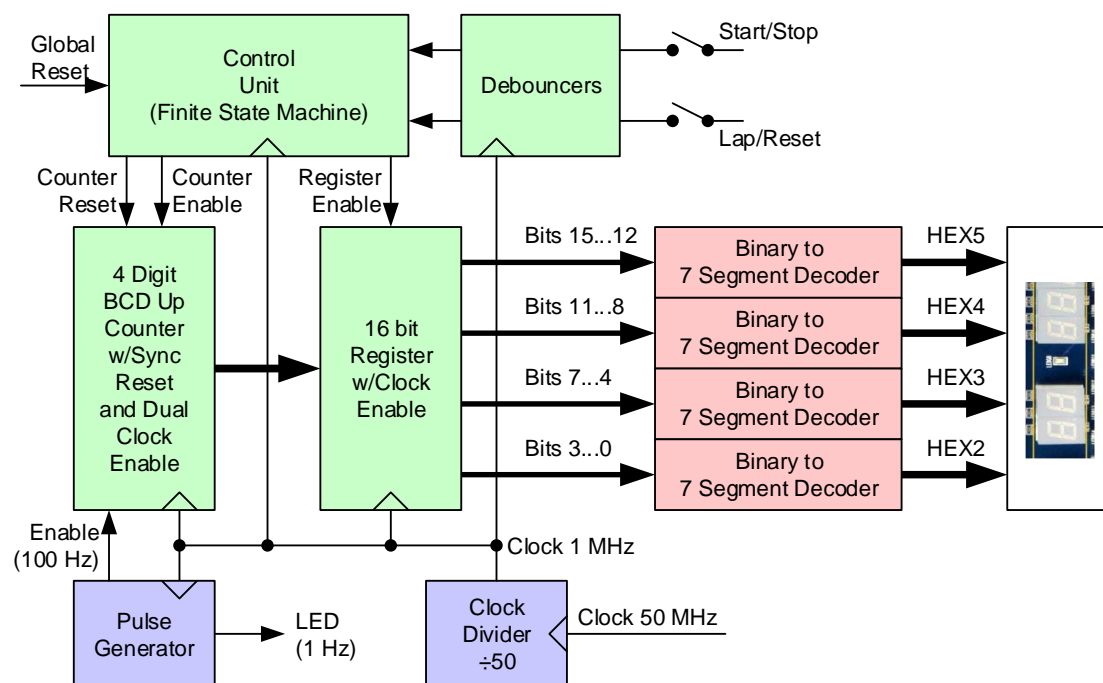 Global
Reset
Control
Unit
(Finite State Machine)
Debouncers
Start/Stop
Lap/Reset
Counter
Reset
Counter
Enable
Register
Enable
4 Digit
BCD Up
Counter
w/Sync
Reset
and Dual
Clock
Enable
16 bit
Register
w/Clock
Enable
Bits 15...12
Bits 11...8
Bits 7...4
Bits 3...0
Binary to
7 Segment Decoder
Binary to
7 Segment Decoder
Binary to
7 Segment Decoder
Binary to
7 Segment Decoder
HEX5
HEX4
HEX3
HEX2
Enable
(100 Hz)
Clock 1 MHz
Pulse
Generator
LED
(1 Hz)
Clock
Divider
÷50
Clock 50 MHz